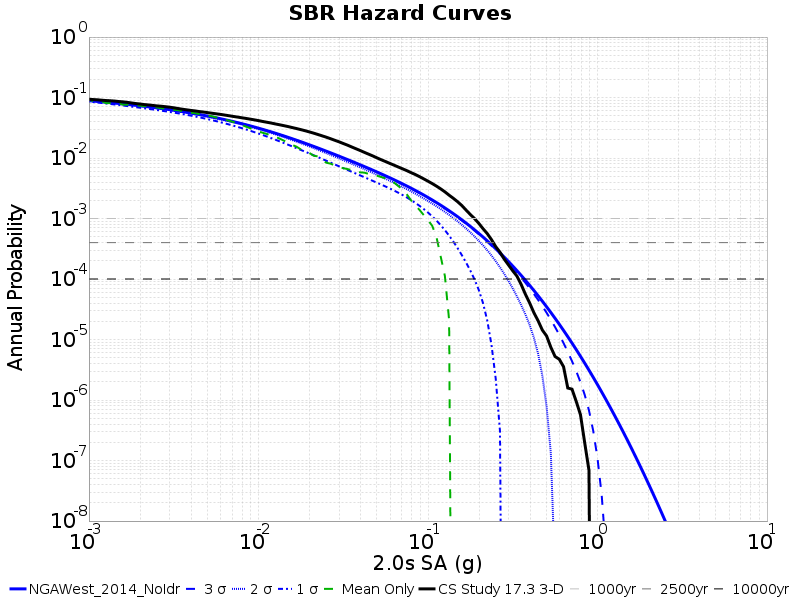 SBR Hazard Curves
10^0
10^-1
10^-2
10^-3
10^-4
10^-5
10^-6
10^-7
10^-8
Annual Probability
10^-3 10^-2 10^-1 10^0 10^1
2.0s SA (g)
NGAWest_2014_NoIdr 3 σ 2 σ 1 σ Mean Only CS Study 17.3 3-D 1000yr 2500yr 10000yr